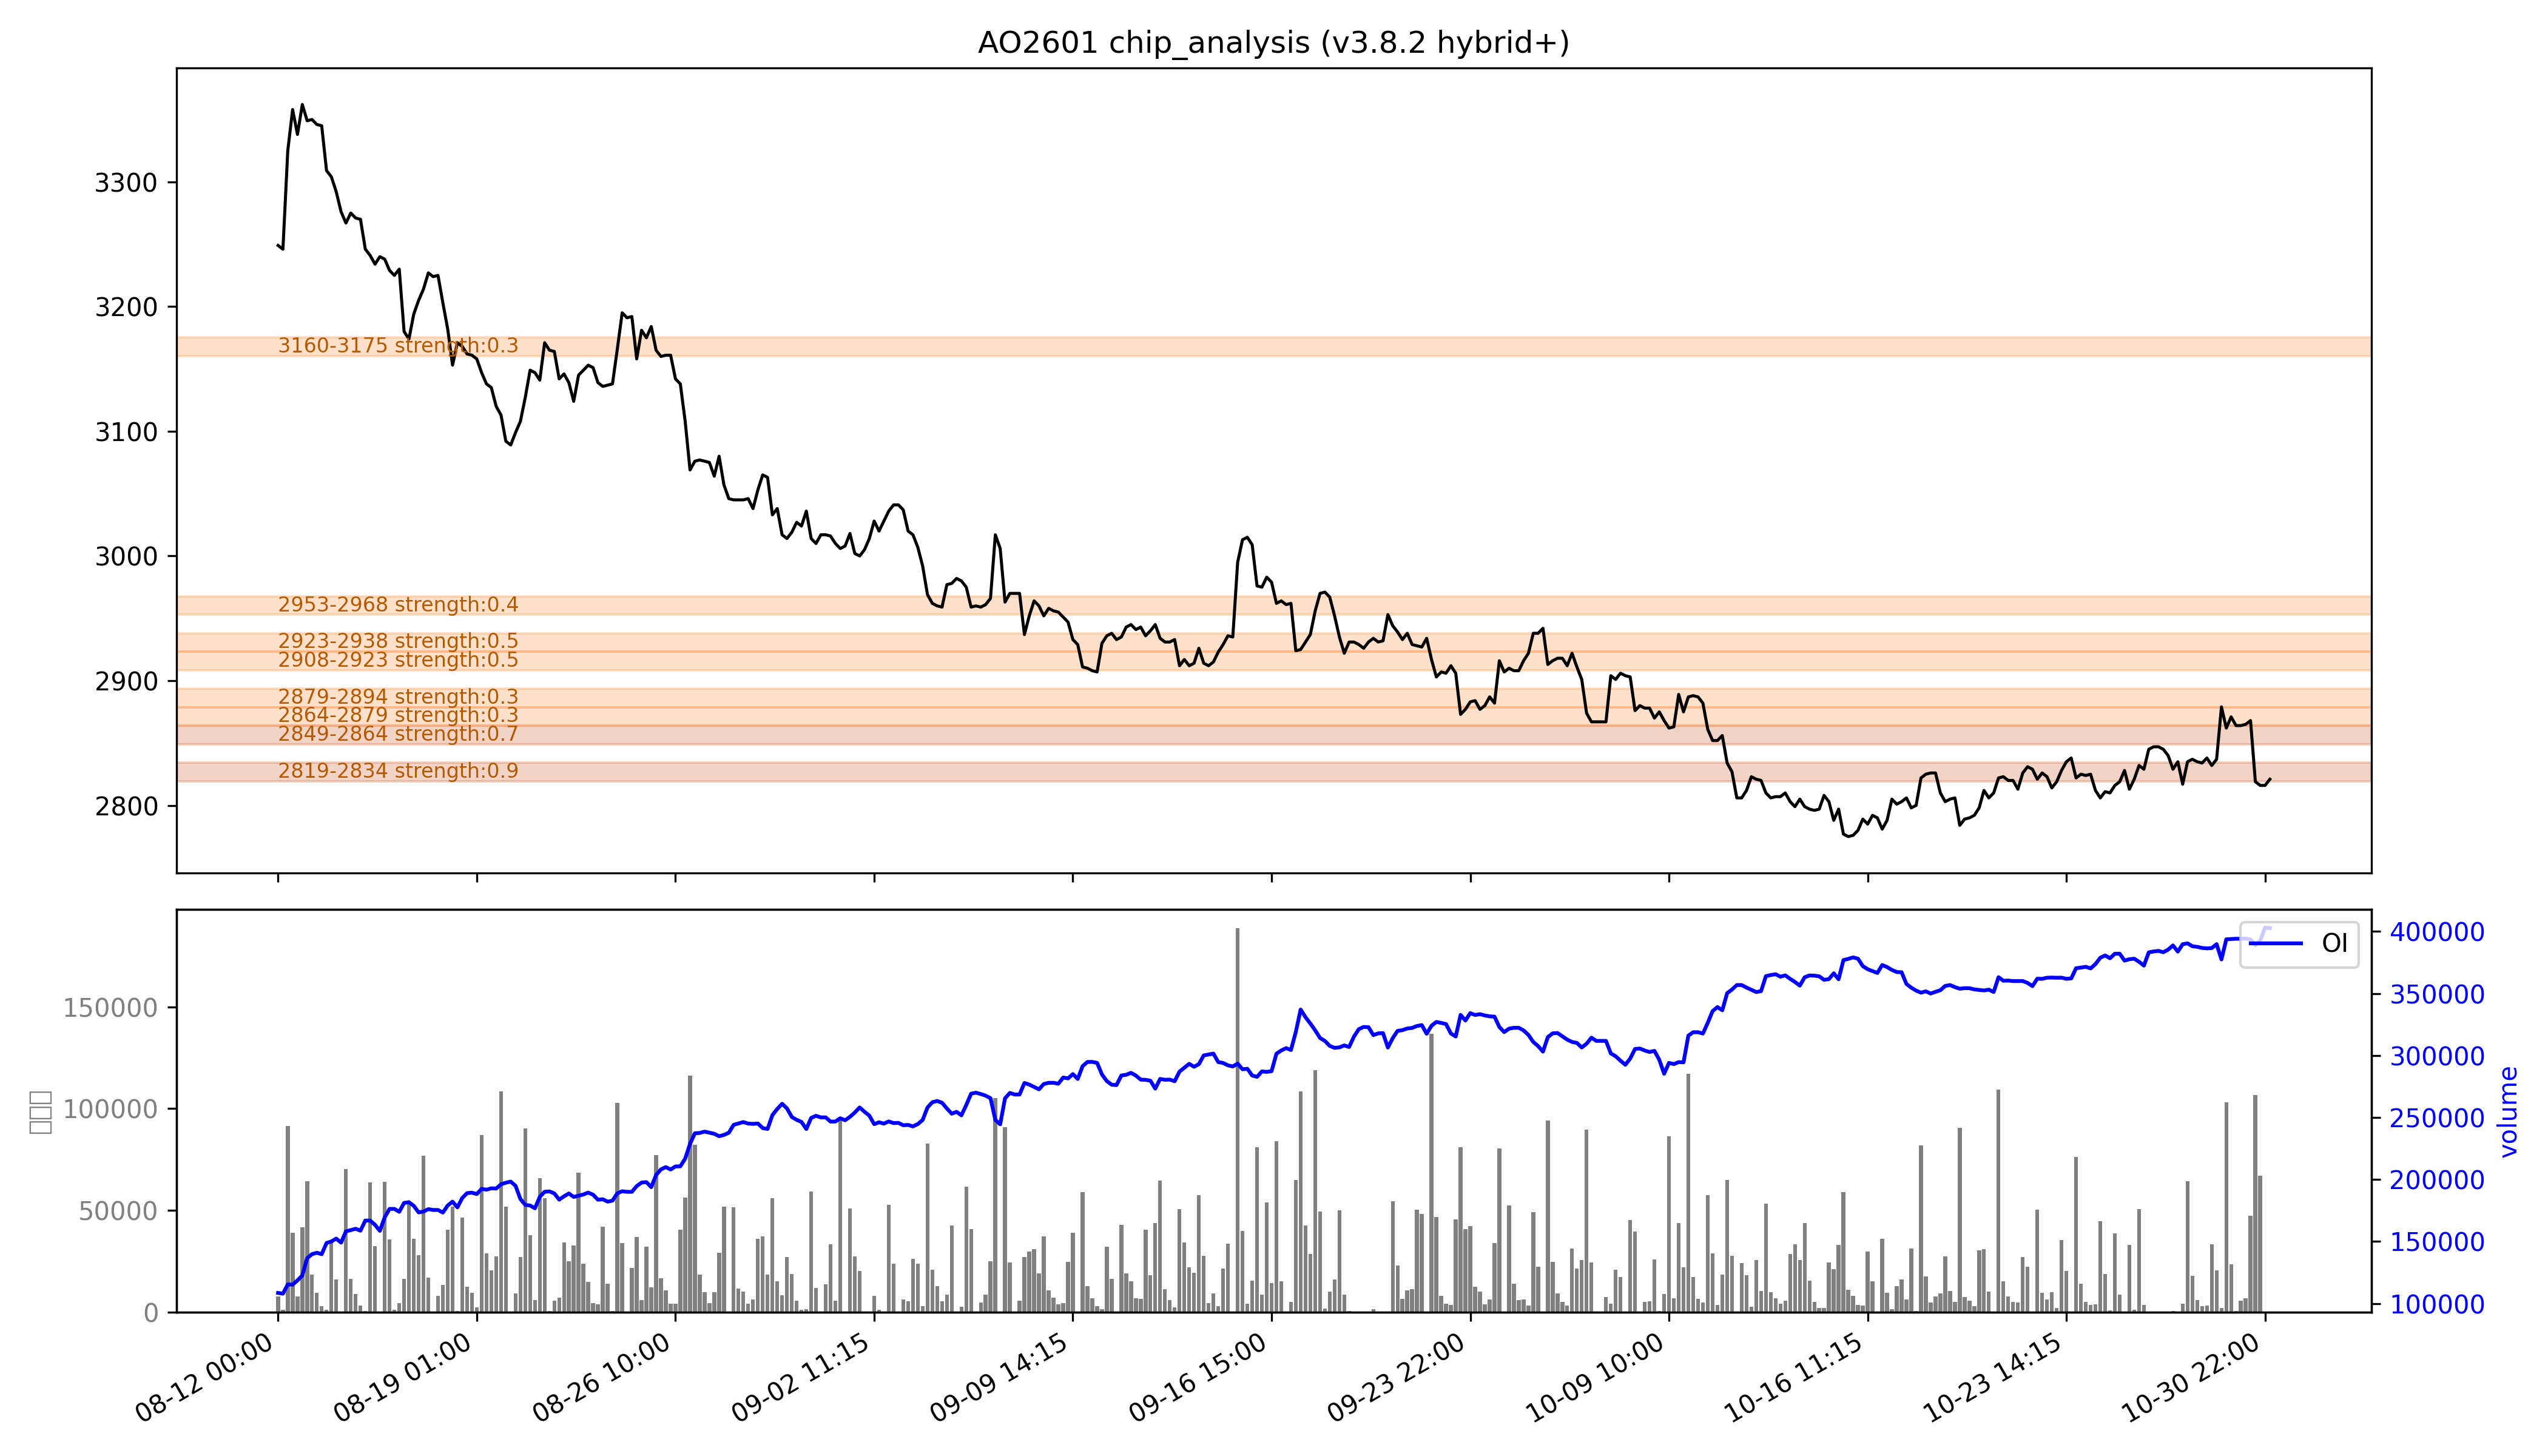 AO2601 chip_analysis (v3.8.2 hybrid+)
3300
3200
3100
3000
2900
2800
3160-3175 strength:0.3
2953-2968 strength:0.4
2923-2938 strength:0.5
2908-2923 strength:0.5
2879-2894 strength:0.3
2864-2879 strength:0.3
2849-2864 strength:0.7
2819-2834 strength:0.9
150000
100000
50000
0
OI
400000
350000
300000
250000
200000
150000
100000
volume
08-12 00:00
08-19 01:00
08-26 10:00
09-02 11:15
09-09 14:15
09-16 15:00
09-23 22:00
10-09 10:00
10-16 11:15
10-23 14:15
10-30 22:00